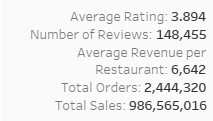 Average Rating: 3.894
Number of Reviews: 148,455
Average Revenue per
Restaurant: 6,642
Total Orders: 2,444,320
Total Sales: 986,565,016